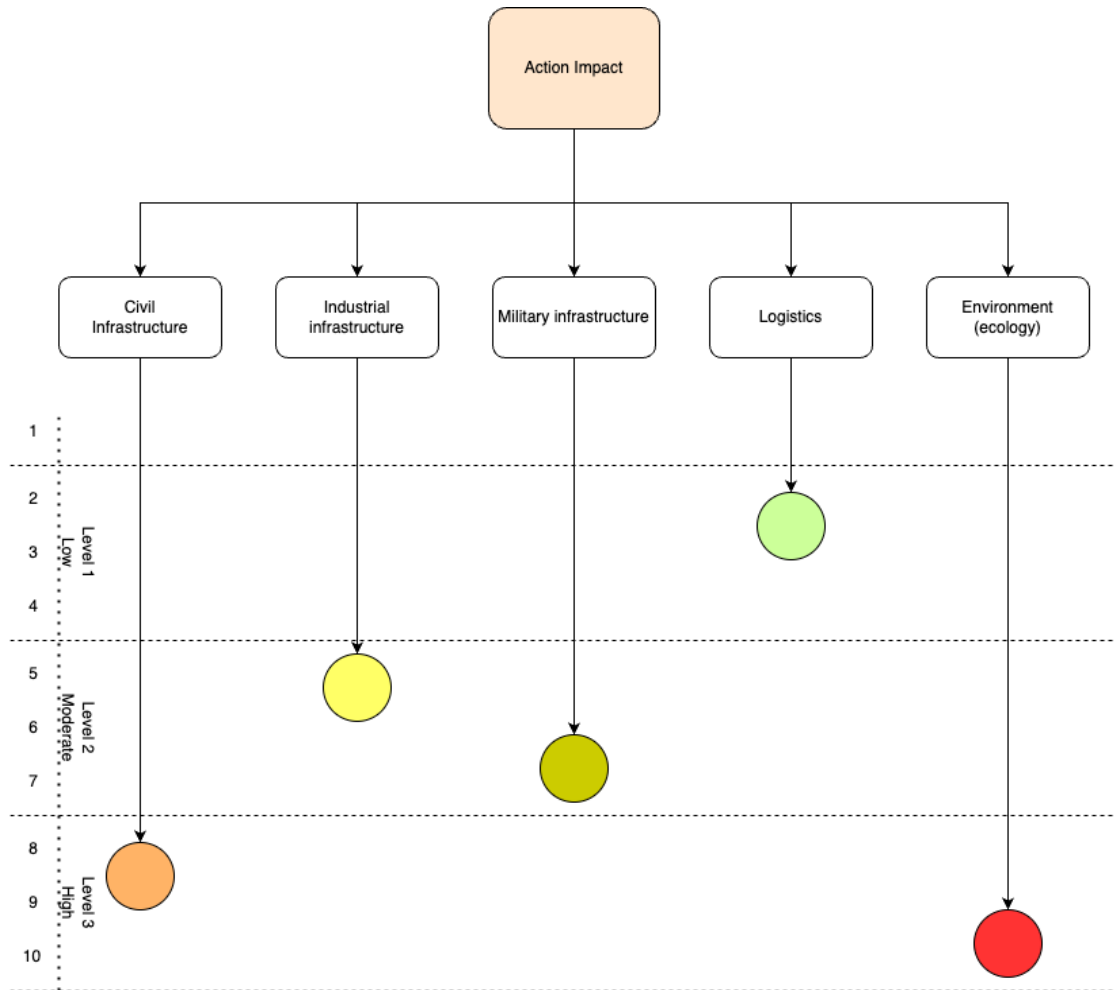 Action Impact
Civil
Infrastructure
Industrial
infrastructure
Military infrastructure
Logistics
Environment
(ecology)
1
2
3
4
Level 1
Low
5
6
7
Level 2
Moderate
8
9
10
Level 3
High